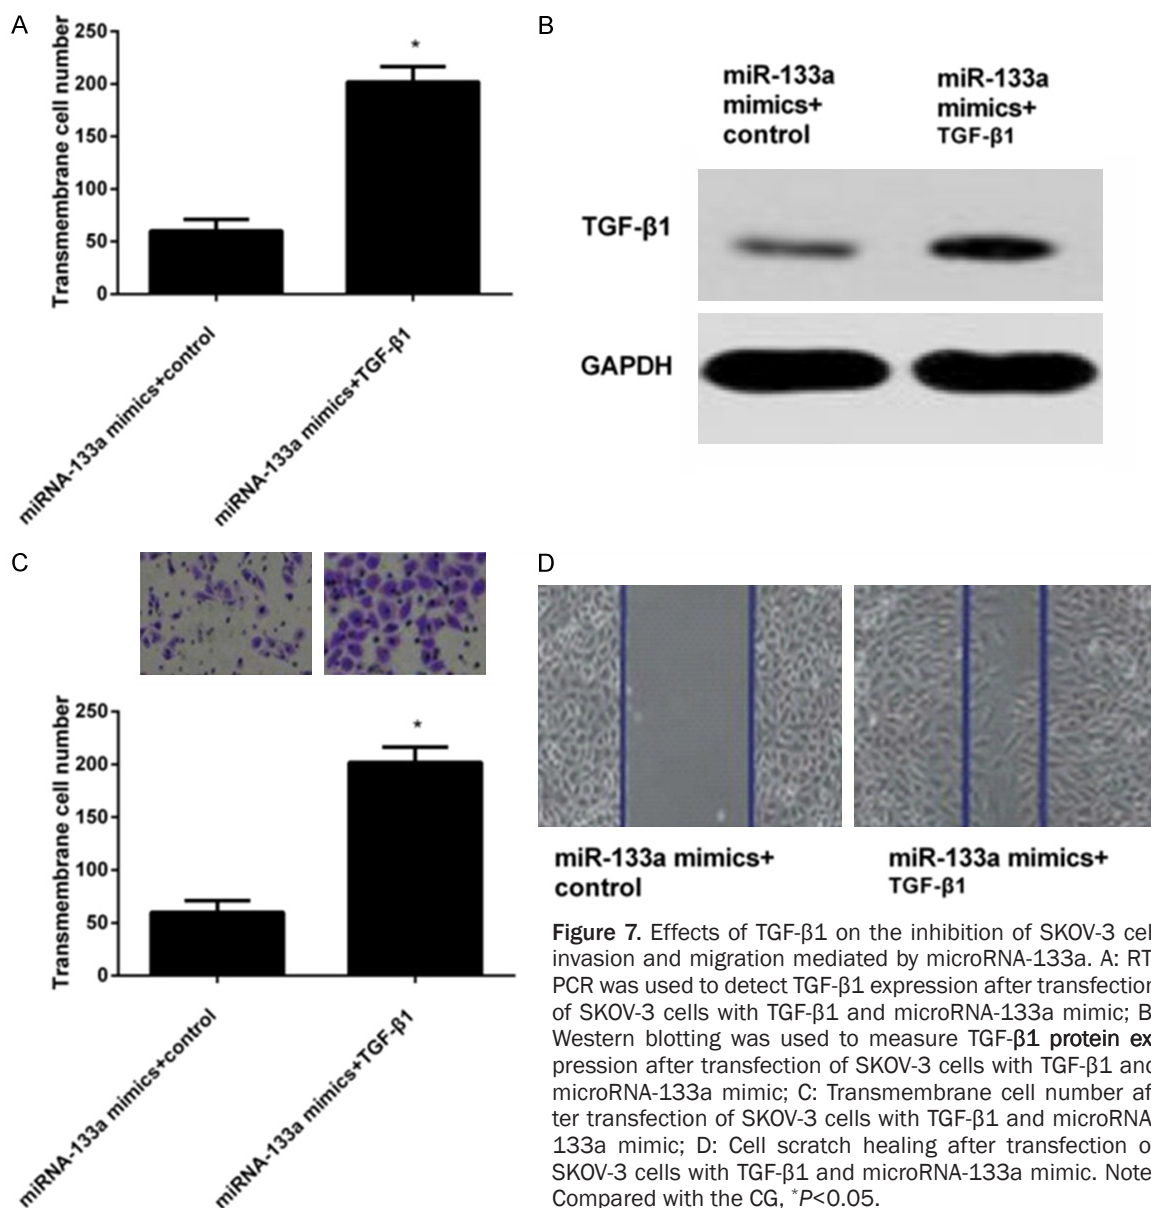 A
Transmembrane cell number
250
200
150
100
50
0
*
miRNA-133a mimics+control
miRNA-133a mimics+TGF-β1
B
miR-133a
mimics+
control
miR-133a
mimics+
TGF-β1
TGF-β1
GAPDH
C
Transmembrane cell number
250
200
150
100
50
0
*
miRNA-133a mimics+control
miRNA-133a mimics+TGF-β1
D
miR-133a mimics+
control
miR-133a mimics+
TGF-β1
Figure 7. Effects of TGF-β1 on the inhibition of SKOV-3 cel
invasion and migration mediated by microRNA-133a. A: RT
PCR was used to detect TGF-β1 expression after transfection
of SKOV-3 cells with TGF-β1 and microRNA-133a mimic; B
Western blotting was used to measure TGF-β1 protein ex
pression after transfection of SKOV-3 cells with TGF-β1 and
microRNA-133a mimic; C: Transmembrane cell number af
ter transfection of SKOV-3 cells with TGF-β1 and microRNA
133a mimic; D: Cell scratch healing after transfection o
SKOV-3 cells with TGF-β1 and microRNA-133a mimic. Note
Compared with the CG, *P<0.05.